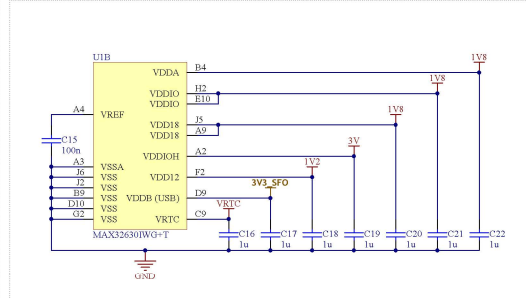 U1B
1V8
VDDA B4
1V8
VDDIO H2
VDDIO E10
A4 VREF
1V8
VDD18 J5
VDD18 A9
C15
100n
3V
VDDIOH A2
A3 VSSA
1V2
J6 VSS
VDD12 F2
J2 VSS
3V3_SFO
B9 VSS
VDDB (USB) D9
D10 VSS
VRTC
G2 VSS
VRTC C9
MAX32630IWG+T
C16 C17 C18 C19 C20 C21 C22
1u 1u 1u 1u 1u 1u 1u
GND